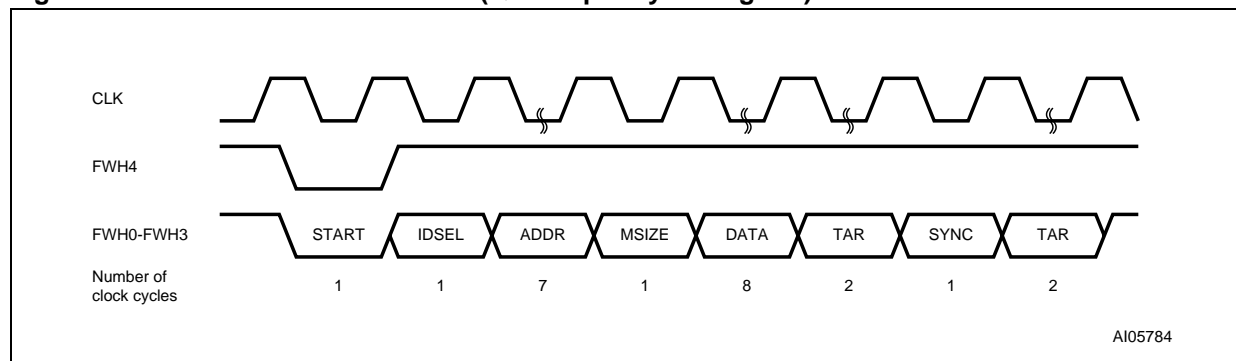 CLK
FWH4
FWH0-FWH3 START IDSEL ADDR MSIZE DATA TAR SYNC TAR
Number of
clock cycles 1 1 7 1 8 2 1 2
AI05784